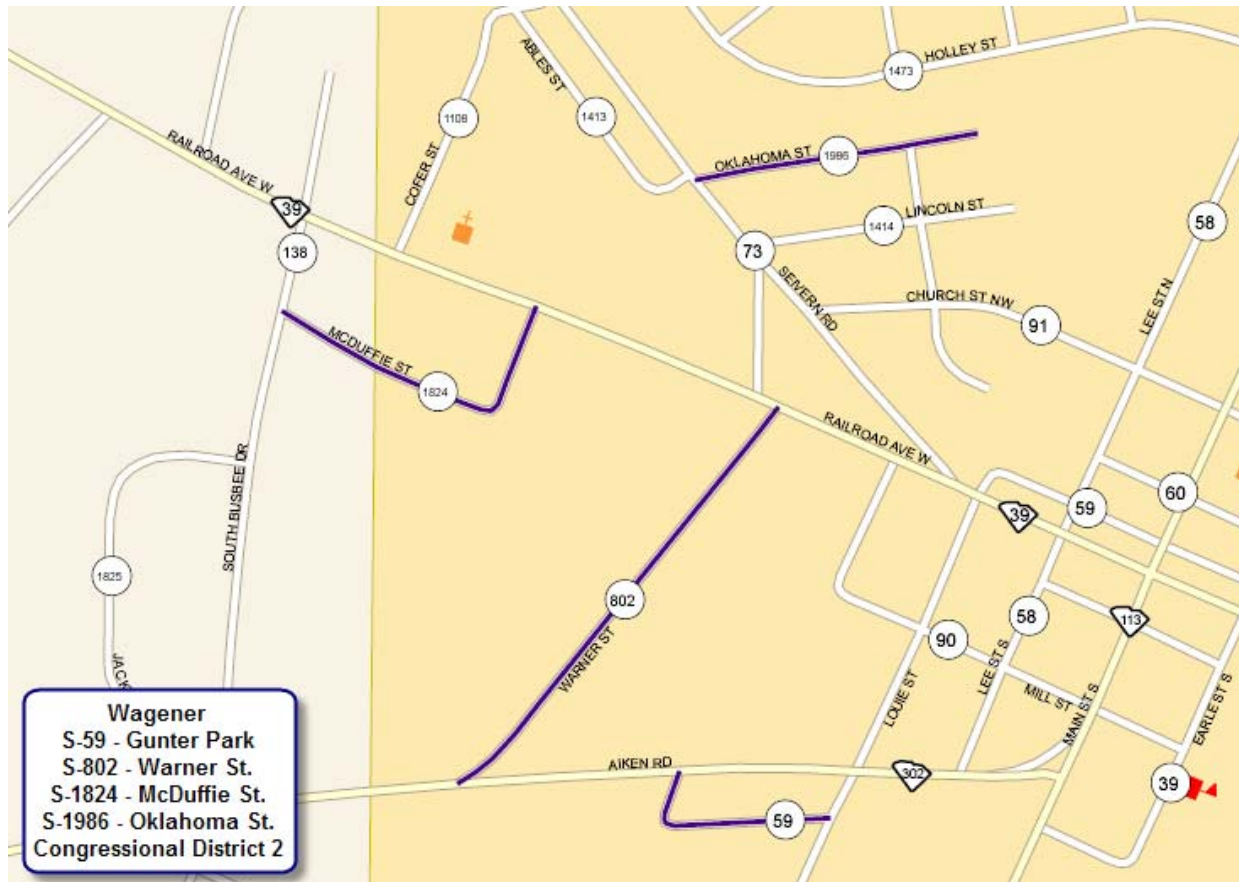 HOLLEY ST
1473
ABLES ST
1413
1108
COFER ST
RAILROAD AVE W
39
138
OKLAHOMA ST
1986
LINCOLN ST
1414
58
73
SEIVERN RD
CHURCH ST NW
91
LEE ST N
MCDUFFIE ST
1824
RAILROAD AVE W
SOUTH BUSBEE DR
1825
60
59
39
802
WARNER ST
58
113
90
LEE ST S
MILL ST
LOUIE ST
MAIN ST S
EARLE ST S
JACK
AIKEN RD
302
39
59
Wagener
S-59 - Gunter Park
S-802 - Warner St.
S-1824 - McDuffie St.
S-1986 - Oklahoma St.
Congressional District 2